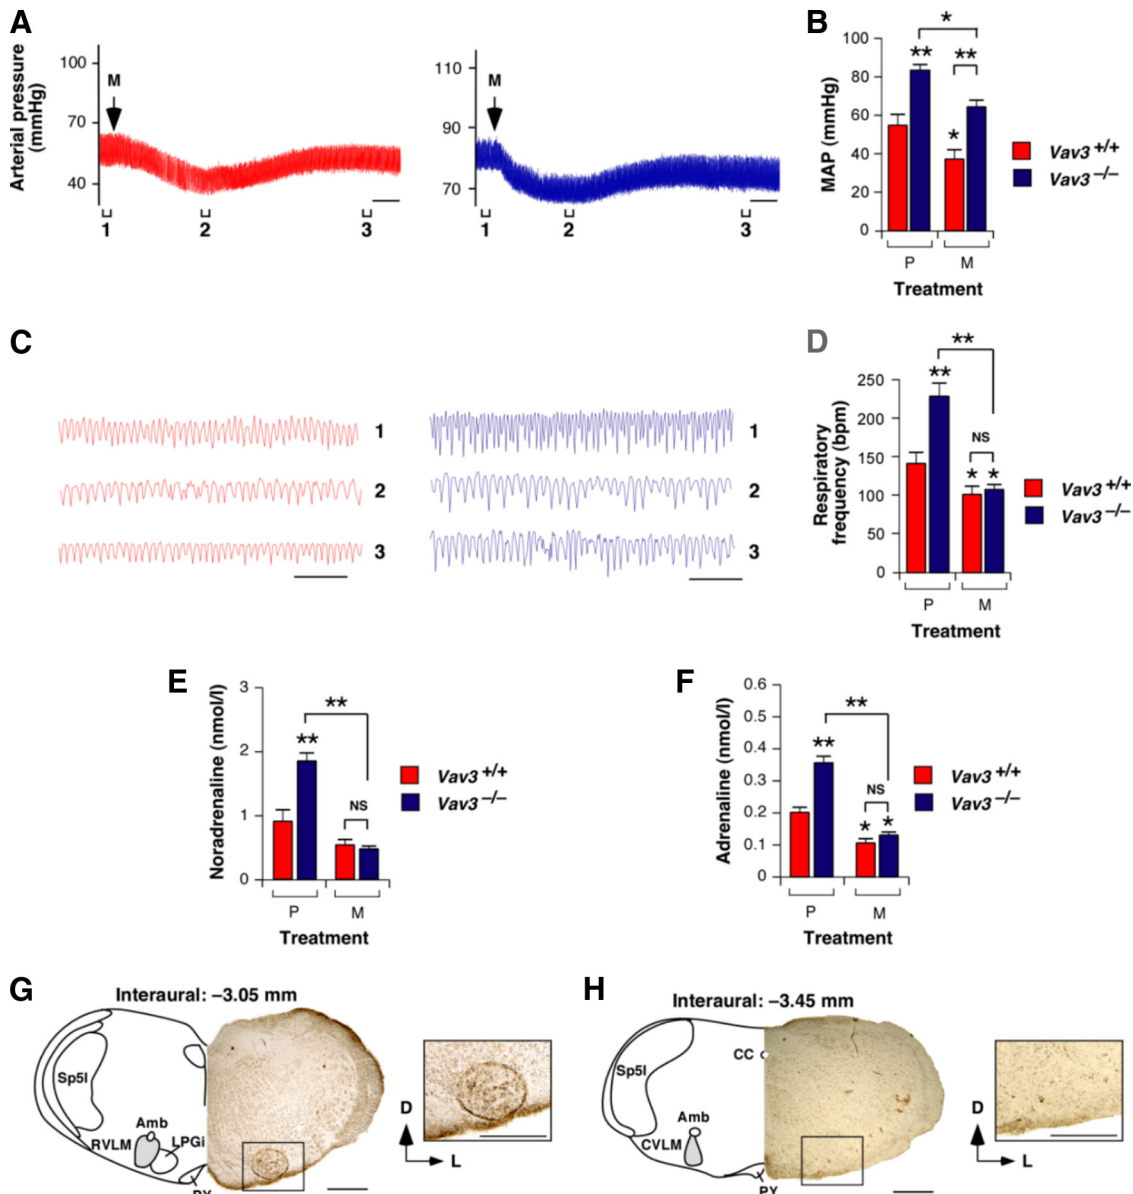 A
Arterial pressure
(mmHg)
100
70
40
M
1
2
3
110
90
70
M
1
2
3
B
MAP (mmHg)
100
80
60
40
20
0
*
**
**
*
P
M
Treatment
Vav3 +/+
Vav3 –/–
C
1
2
3
1
2
3
D
Respiratory
frequency (bpm)
250
200
150
100
50
0
**
**
NS
* *
P
M
Treatment
Vav3 +/+
Vav3 –/–
E
Noradrenaline (nmol/l)
3
2
1
0
**
**
NS
P
M
Treatment
Vav3 +/+
Vav3 –/–
F
Adrenaline (nmol/l)
0.6
0.5
0.4
0.3
0.2
0.1
0
**
**
NS
* *
P
M
Treatment
Vav3 +/+
Vav3 –/–
G
Interaural: –3.05 mm
Sp5I
Amb
RVLM
LPGi
PY
D
L
H
Interaural: –3.45 mm
CC
Sp5I
Amb
CVLM
PY
D
L